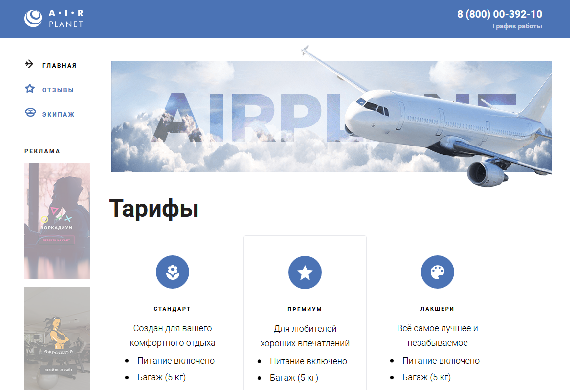 A·I·R
PLANET
8 (800) 00-392-10
График работы
ГЛАВНАЯ
ОТЗЫВЫ
ЭКИПАЖ
РЕКЛАМА
AIRPLANE
Тарифы
СТАНДАРТ
Создан для вашего
комфортного отдыха
Питание включено
Багаж (5 кг)
ПРЕМИУМ
Для любителей
хороших впечатлений
Питание включено
Багаж (5 кг)
ЛАКШЕРИ
Всё самое лучшее и
незабываемое
Питание включено
Багаж (5 кг)